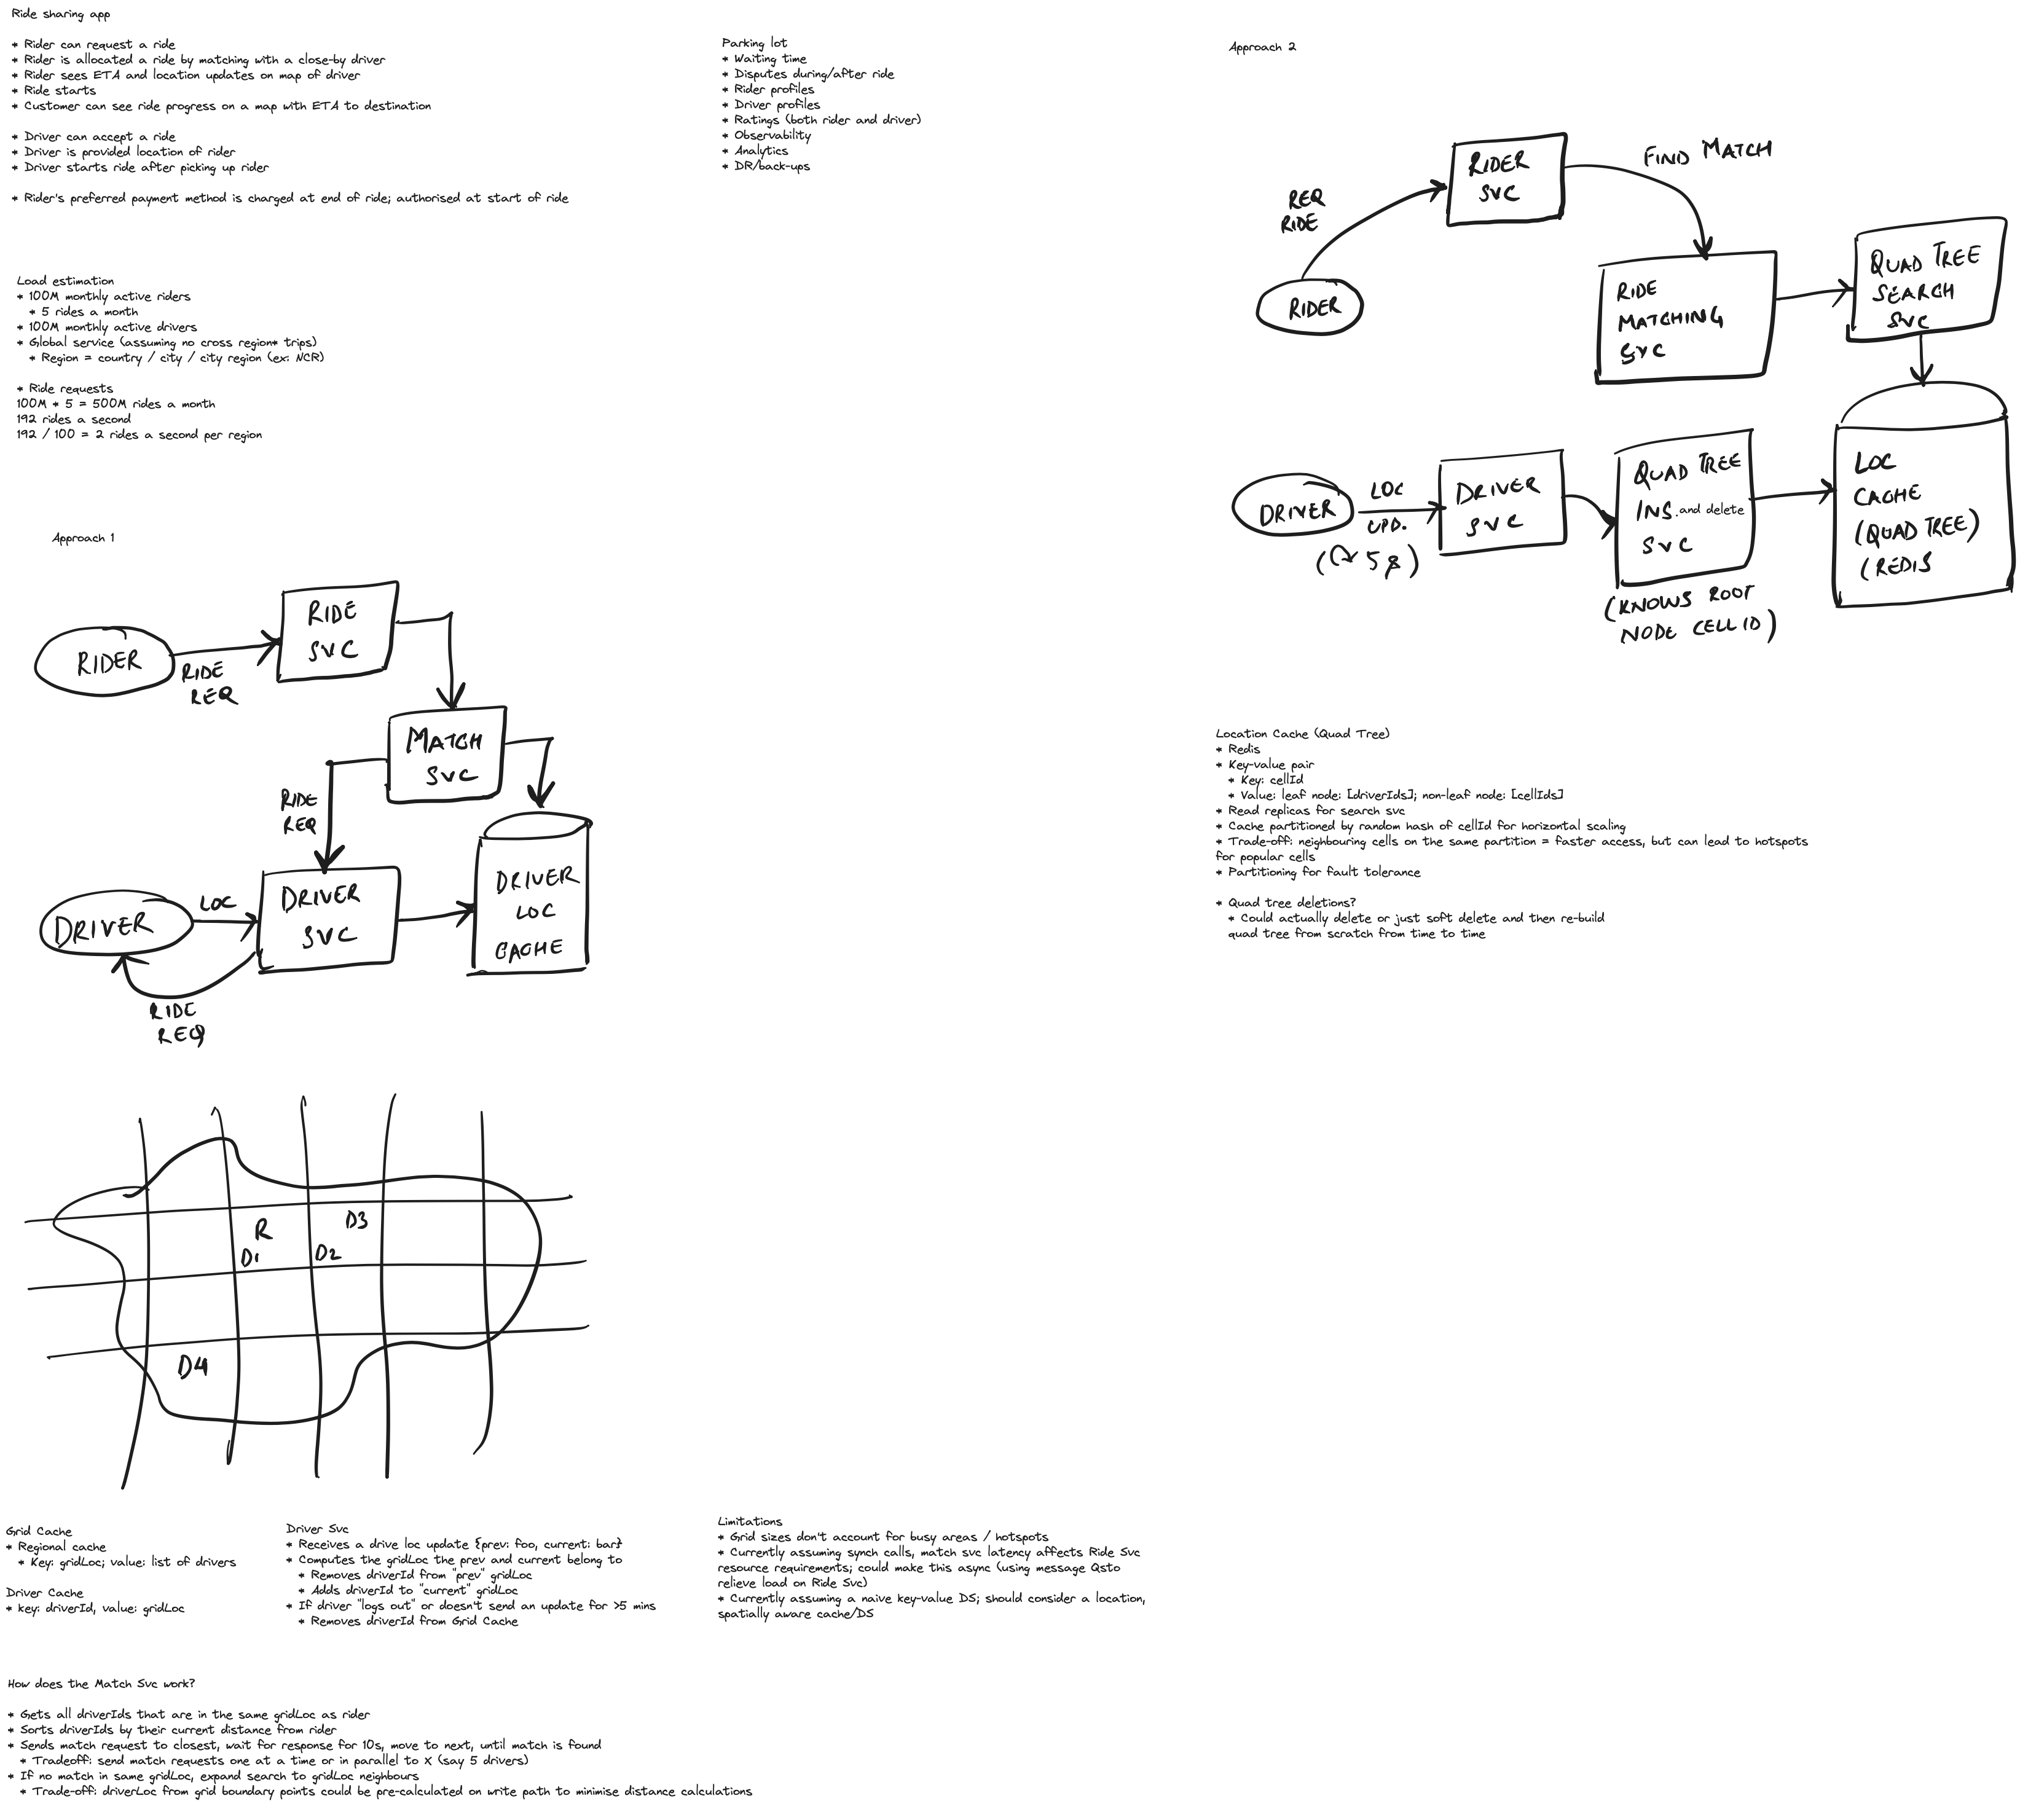 Ride sharing app
* Rider can request a ride
* Rider is allocated a ride by matching with a close-by driver
* Rider sees ETA and location updates on map of driver
* Ride starts
* Customer can see ride progress on a map with ETA to destination
* Driver can accept a ride
* Driver is provided location of rider
* Driver starts ride after picking up rider
* Rider's preferred payment method is charged at end of ride; authorised at start of ride
Parking lot
* Waiting time
* Disputes during/after ride
* Rider profiles
* Driver profiles
* Ratings (both rider and driver)
* Observability
* Analytics
* DR/back-ups
Load estimation
* 100M monthly active riders
* 5 rides a month
* 100M monthly active drivers
* Global service (assuming no cross region* trips)
* Region = country / city / city region (ex: NCR)
* Ride requests
100M * 5 = 500M rides a month
192 rides a second
192 / 100 = 2 rides a second per region
Approach 1
RIDER
RIDE
REQ
RIDE
SVC
MATCH
SVC
RIDE
REQ
DRIVER
LOC
DRIVER
SVC
DRIVER
LOC
CACHE
RIDE
REQ
R
D1
D2
D3
D4
Grid Cache
* Regional cache
* Key: gridLoc; value: list of drivers
Driver Cache
* key: driverId, value: gridLoc
Driver Svc
* Receives a drive loc update {prev: foo, current: bar}
* Computes the gridLoc the prev and current belong to
* Removes driverId from "prev" gridLoc
* Adds driverId to "current" gridLoc
* If driver "logs out" or doesn't send an update for >5 mins
* Removes driverId from Grid Cache
Limitations
* Grid sizes don't account for busy areas / hotspots
* Currently assuming synch calls, match svc latency affects Ride Svc
resource requirements; could make this async (using message Qsto
relieve load on Ride Svc)
* Currently assuming a naive key-value DS; should consider a location,
spatially aware cache/DS
How does the Match Svc work?
* Gets all driverIds that are in the same gridLoc as rider
* Sorts driverIds by their current distance from rider
* Sends match request to closest, wait for response for 10s, move to next, until match is found
* Tradeoff: send match requests one at a time or in parallel to X (say 5 drivers)
* If no match in same gridLoc, expand search to gridLoc neighbours
* Trade-off: driverLoc from grid boundary points could be pre-calculated on write path to minimise distance calculations
Approach 2
RIDER
REQ
RIDE
RIDER
SVC
FIND MATCH
RIDE
MATCHING
SVC
QUAD TREE
SEARCH
SVC
DRIVER
LOC
UPD.
( 5s)
DRIVER
SVC
QUAD TREE
INS. and delete
SVC
(KNOWS ROOT
NODE CELL ID)
LOC
CACHE
(QUAD TREE)
(REDIS
Location Cache (Quad Tree)
* Redis
* Key-value pair
* Key: cellId
* Value: leaf node: [driverIds]; non-leaf node: [cellIds]
* Read replicas for search svc
* Cache partitioned by random hash of cellId for horizontal scaling
* Trade-off: neighbouring cells on the same partition = faster access, but can lead to hotspots
for popular cells
* Partitioning for fault tolerance
* Quad tree deletions?
* Could actually delete or just soft delete and then re-build
quad tree from scratch from time to time